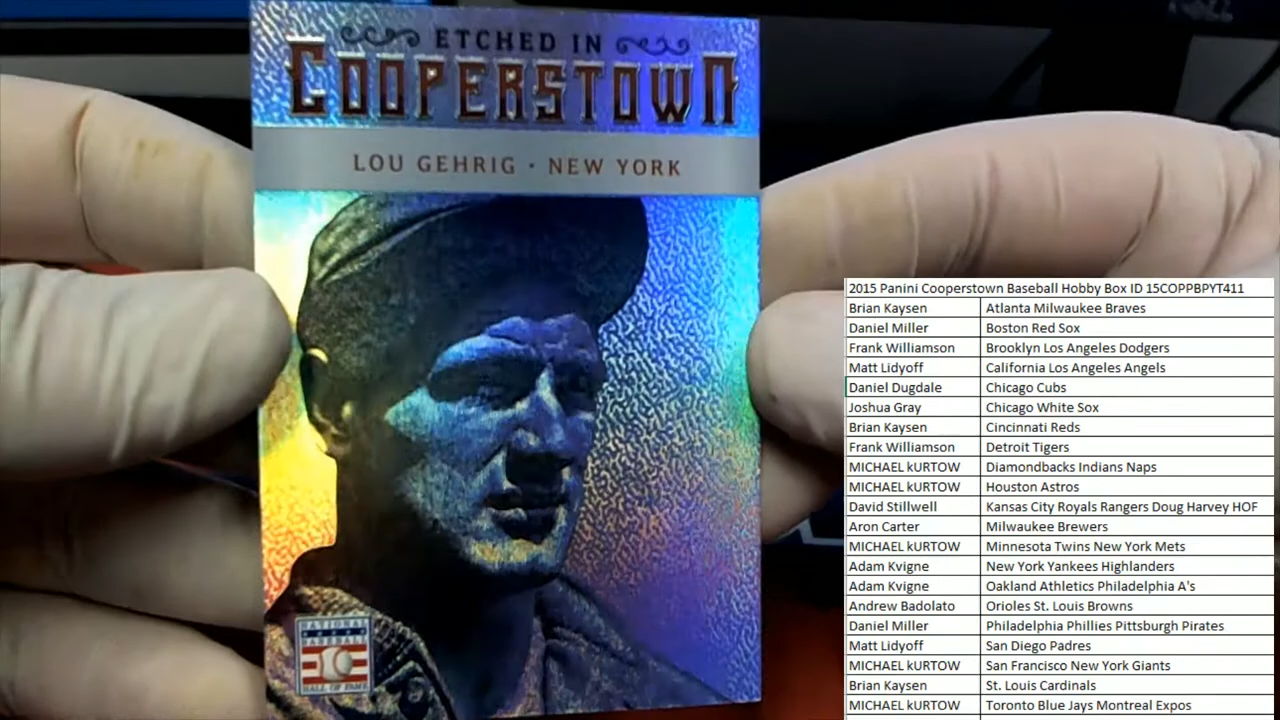 ETCHED IN
COOPERSTOWN
LOU GEHRIG · NEW YORK
NATIONAL
BASEBALL
HALL OF FAME
2015 Panini Cooperstown Baseball Hobby Box ID 15COPPBPYT411
Brian Kaysen Atlanta Milwaukee Braves
Daniel Miller Boston Red Sox
Frank Williamson Brooklyn Los Angeles Dodgers
Matt Lidyoff California Los Angeles Angels
Daniel Dugdale Chicago Cubs
Joshua Gray Chicago White Sox
Brian Kaysen Cincinnati Reds
Frank Williamson Detroit Tigers
MICHAEL kURTOW Diamondbacks Indians Naps
MICHAEL kURTOW Houston Astros
David Stillwell Kansas City Royals Rangers Doug Harvey HOF
Aron Carter Milwaukee Brewers
MICHAEL kURTOW Minnesota Twins New York Mets
Adam Kvigne New York Yankees Highlanders
Adam Kvigne Oakland Athletics Philadelphia A's
Andrew Badolato Orioles St. Louis Browns
Daniel Miller Philadelphia Phillies Pittsburgh Pirates
Matt Lidyoff San Diego Padres
MICHAEL kURTOW San Francisco New York Giants
Brian Kaysen St. Louis Cardinals
MICHAEL kURTOW Toronto Blue Jays Montreal Expos